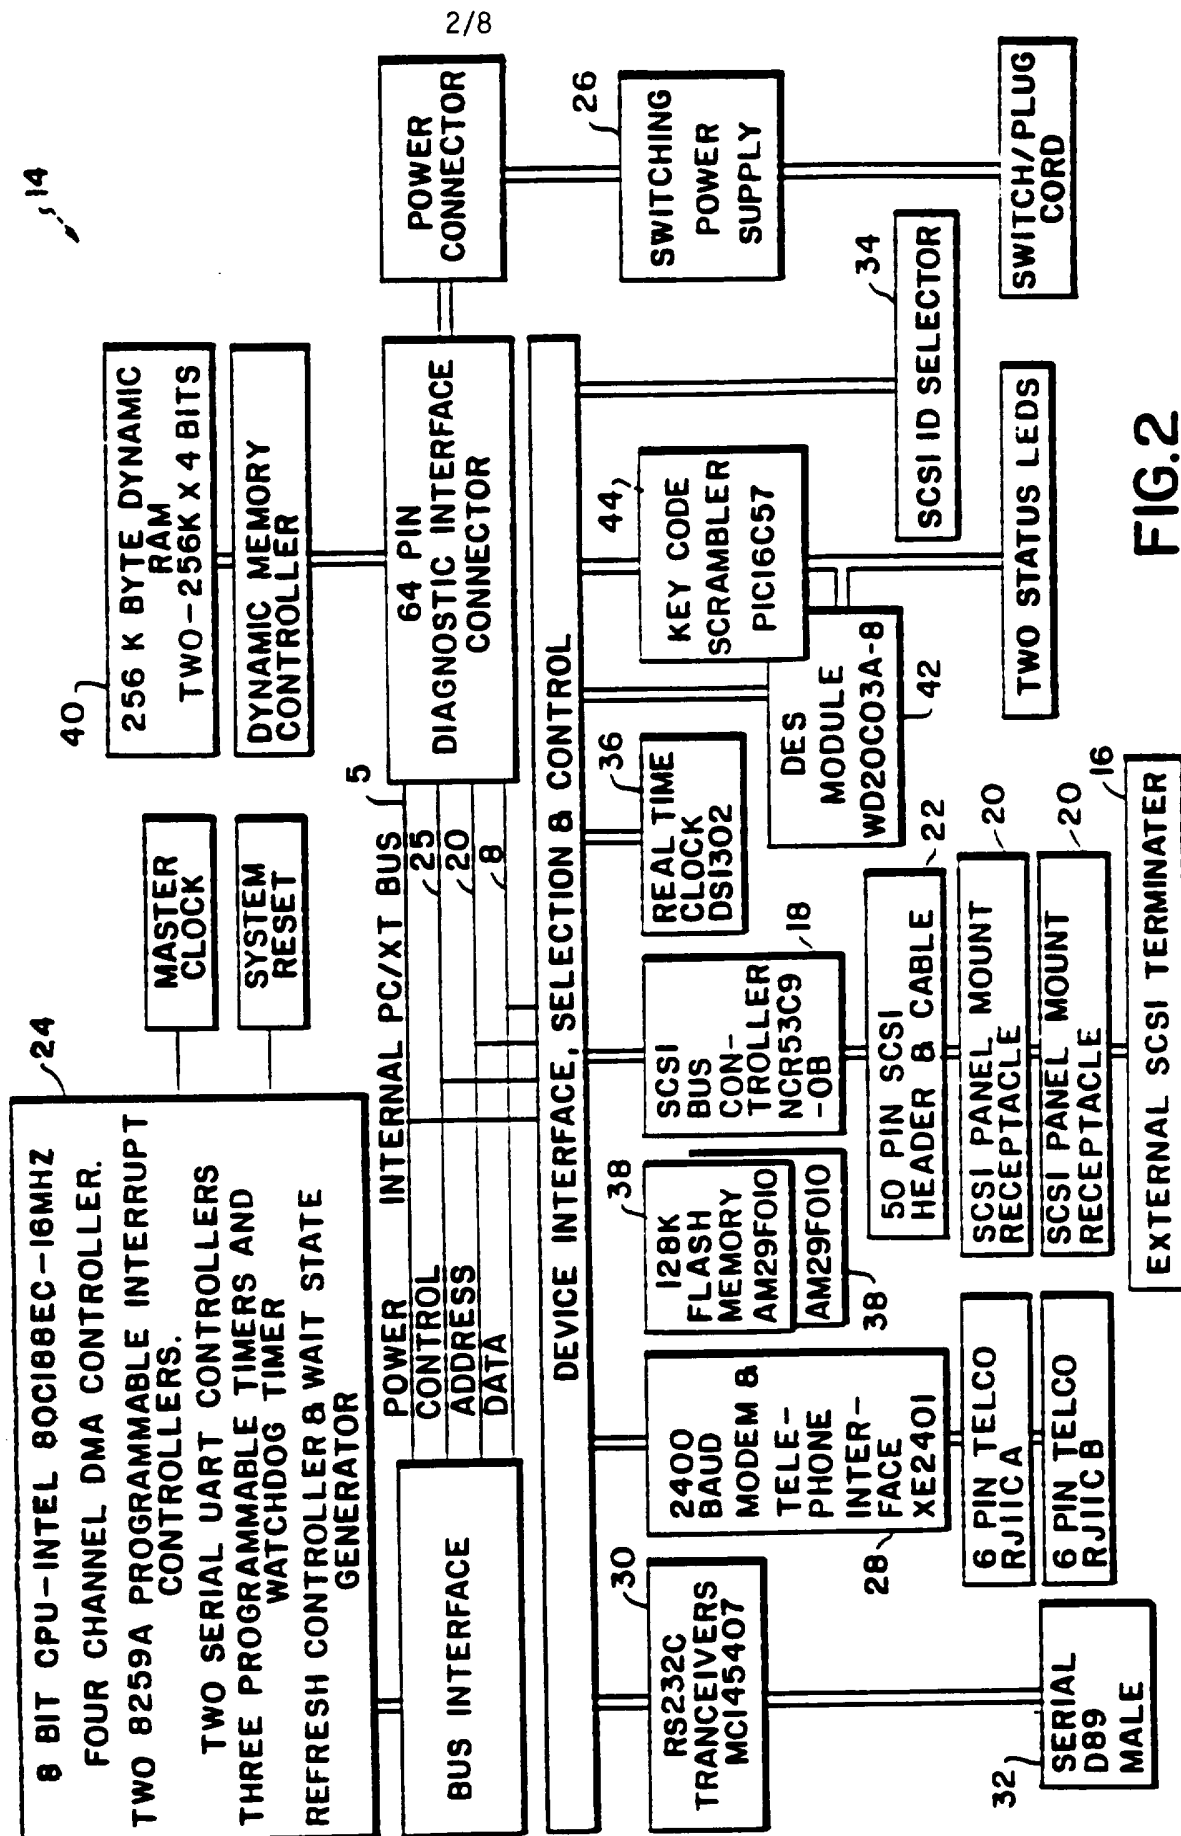 2/8
14
24
8 BIT CPU-INTEL 80C188EC-16MHZ
FOUR CHANNEL DMA CONTROLLER.
TWO 8259A PROGRAMMABLE INTERRUPT
CONTROLLLERS.
TWO SERIAL UART CONTROLLERS
THREE PROGRAMMABLE TIMERS AND
WATCHDOG TIMER
REFRESH CONTROLLER & WAIT STATE
GENERATOR
MASTER
CLOCK
SYSTEM
RESET
40
256 K BYTE DYNAMIC
RAM
TWO-256K X 4 BITS
DYNAMIC MEMORY
CONTROLLER
BUS INTERFACE
POWER
CONTROL
ADDRESS
DATA
INTERNAL PC/XT BUS
5
25
20
8
64 PIN
DIAGNOSTIC INTERFACE
CONNECTOR
POWER
CONNECTOR
DEVICE INTERFACE, SELECTION & CONTROL
26
SWITCHING
POWER
SUPPLY
SWITCH/PLUG
CORD
30
RS232C
TRANCEIVERS
MC145407
32
SERIAL
D89
MALE
2400
BAUD
MODEM &
TELE-
PHONE
INTER-
FACE
XE2401
28
6 PIN TELCO
RJIIC A
6 PIN TELCO
RJIIC B
38
128K
FLASH
MEMORY
AM29F010
AM29F010
38
SCSI
BUS
CON-
TROLLER
NCR53C9
-0B
18
50 PIN SCSI
HEADER & CABLE
22
SCSI PANEL MOUNT
RECEPTACLE
20
SCSI PANEL MOUNT
RECEPTACLE
20
EXTERNAL SCSI TERMINATER
16
36
REAL TIME
CLOCK
DS1302
DES
MODULE
WD20C03A-8
42
44
KEY CODE
SCRAMBLER
PIC16C57
TWO STATUS LEDS
34
SCSI ID SELECTOR
FIG.2